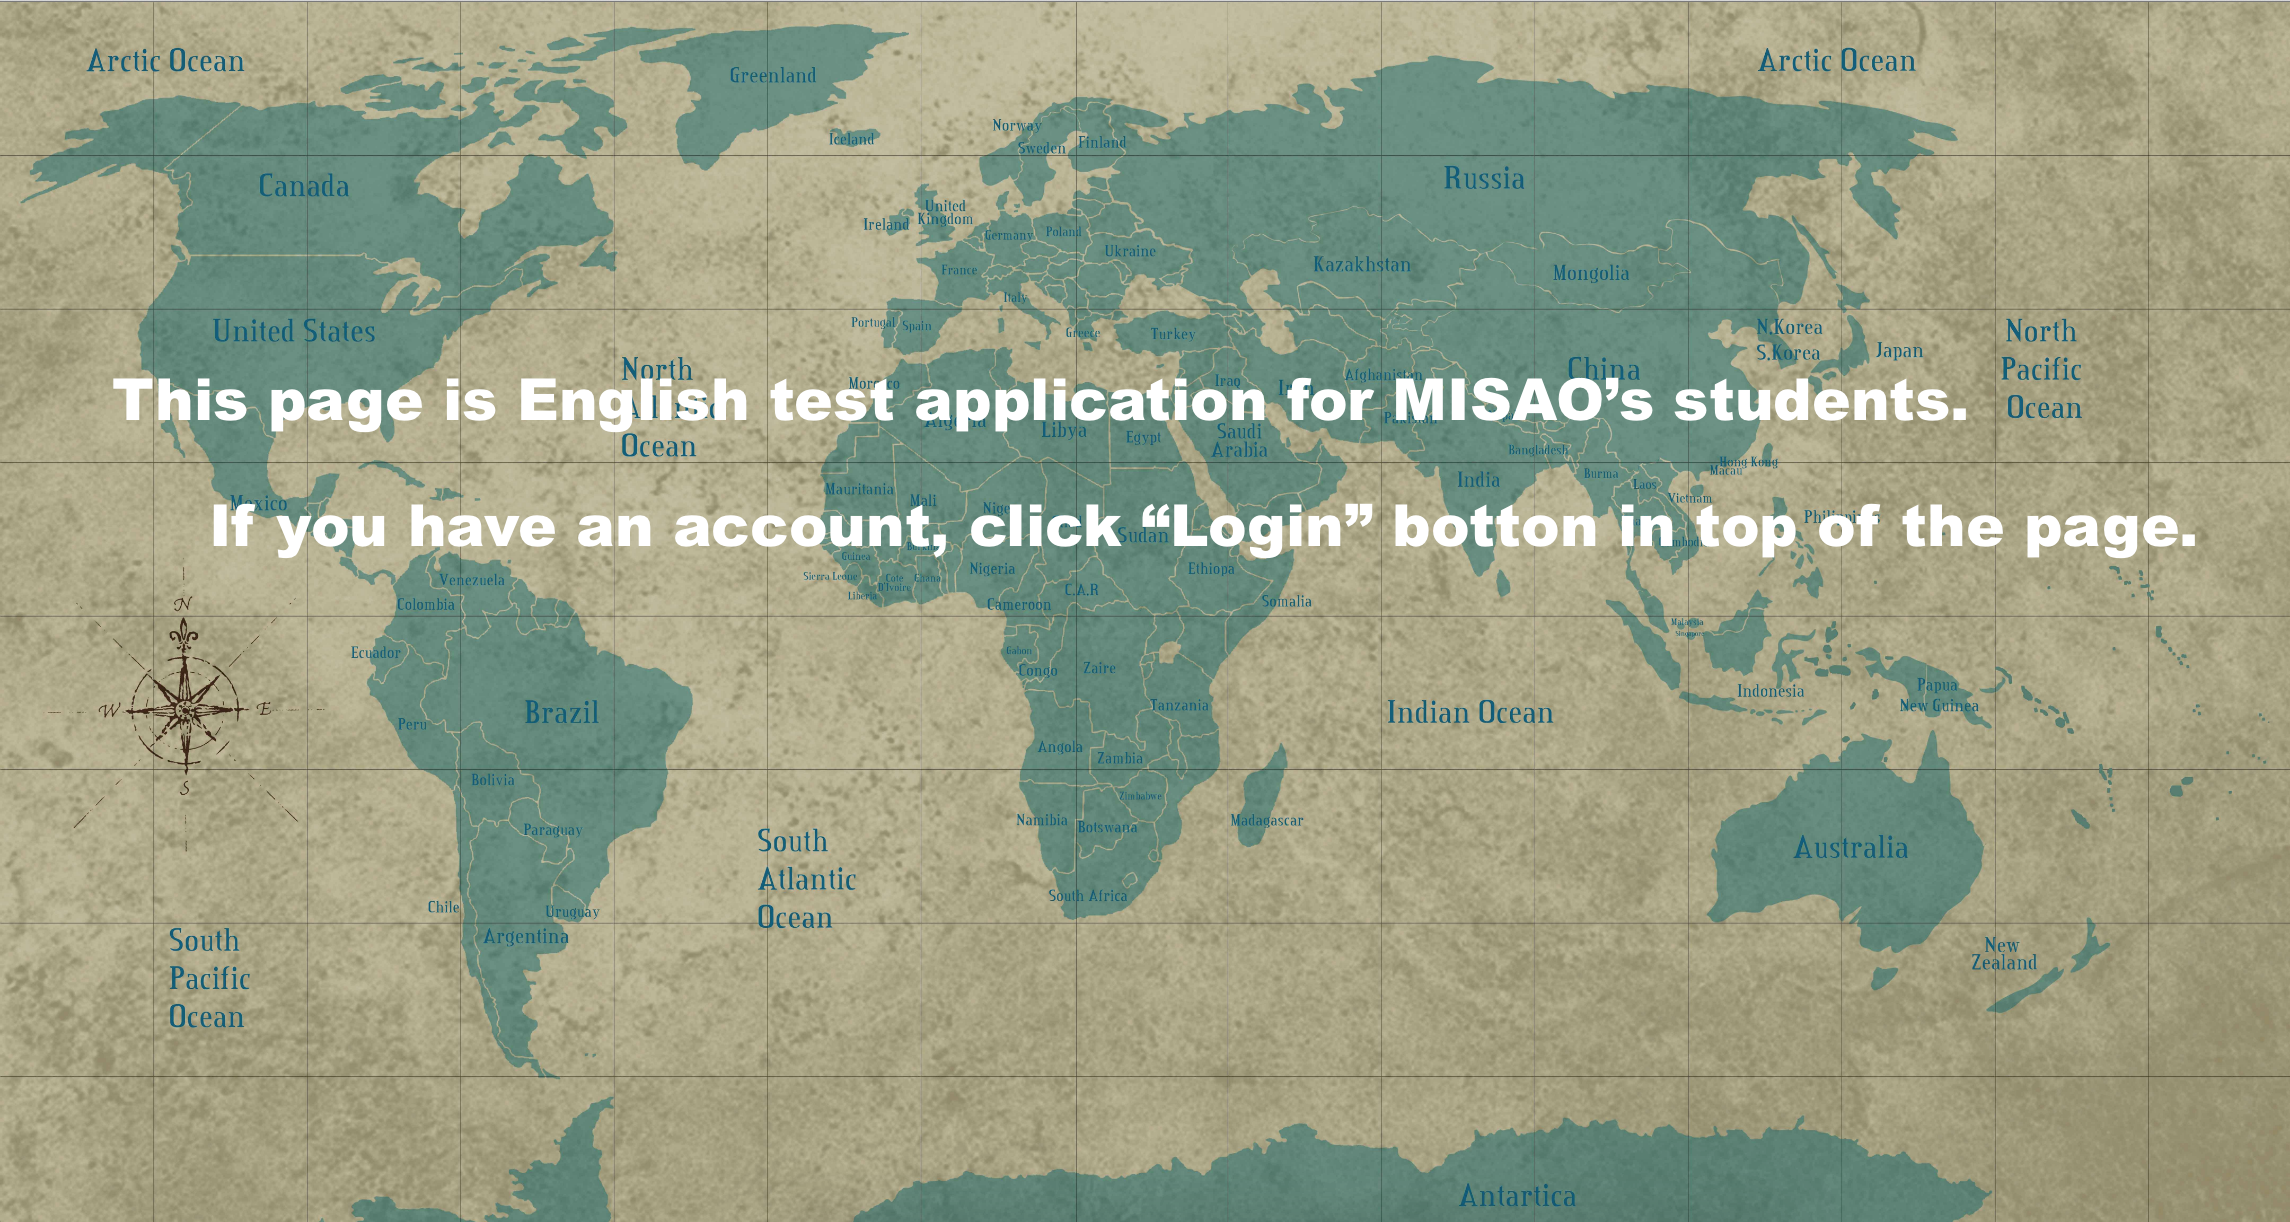 Arctic Ocean
Arctic Ocean
Greenland
Iceland
Norway
Sweden
Finland
Canada
Russia
United
Kingdom
Ireland
Germany
Poland
Ukraine
France
Kazakhstan
Mongolia
Italy
United States
Portugal
Spain
Greece
Turkey
N.Korea
S.Korea
Japan
North
Pacific
Ocean
North
Atlantic
Ocean
China
Afghanistan
Iraq
Iran
Morocco
This page is English test application for MISAO’s students.
Algeria
Libya
Egypt
Saudi
Arabia
Pakistan
Bangladesh
Hong Kong
Macau
India
Burma
Laos
Vietnam
Mauritania
Mali
Mexico
If you have an account, click “Login” botton in top of the page.
Sudan
Guinea
Sierra Leone
Cote
D'Ivoire
Ghana
Liberia
Nigeria
Ethiopa
C.A.R
Cameroon
Somalia
Venezuela
Colombia
N
Ecuador
Malaysia
Singapore
Gabon
Congo
Zaire
Indonesia
Papua
New Guinea
W
E
Peru
Brazil
Tanzania
Indian Ocean
Angola
Zambia
Bolivia
S
Zimbabwe
Namibia
Botswana
Madagascar
Paraguay
South
Atlantic
Ocean
Australia
South Africa
Chile
Uruguay
Argentina
South
Pacific
Ocean
New
Zealand
Antartica